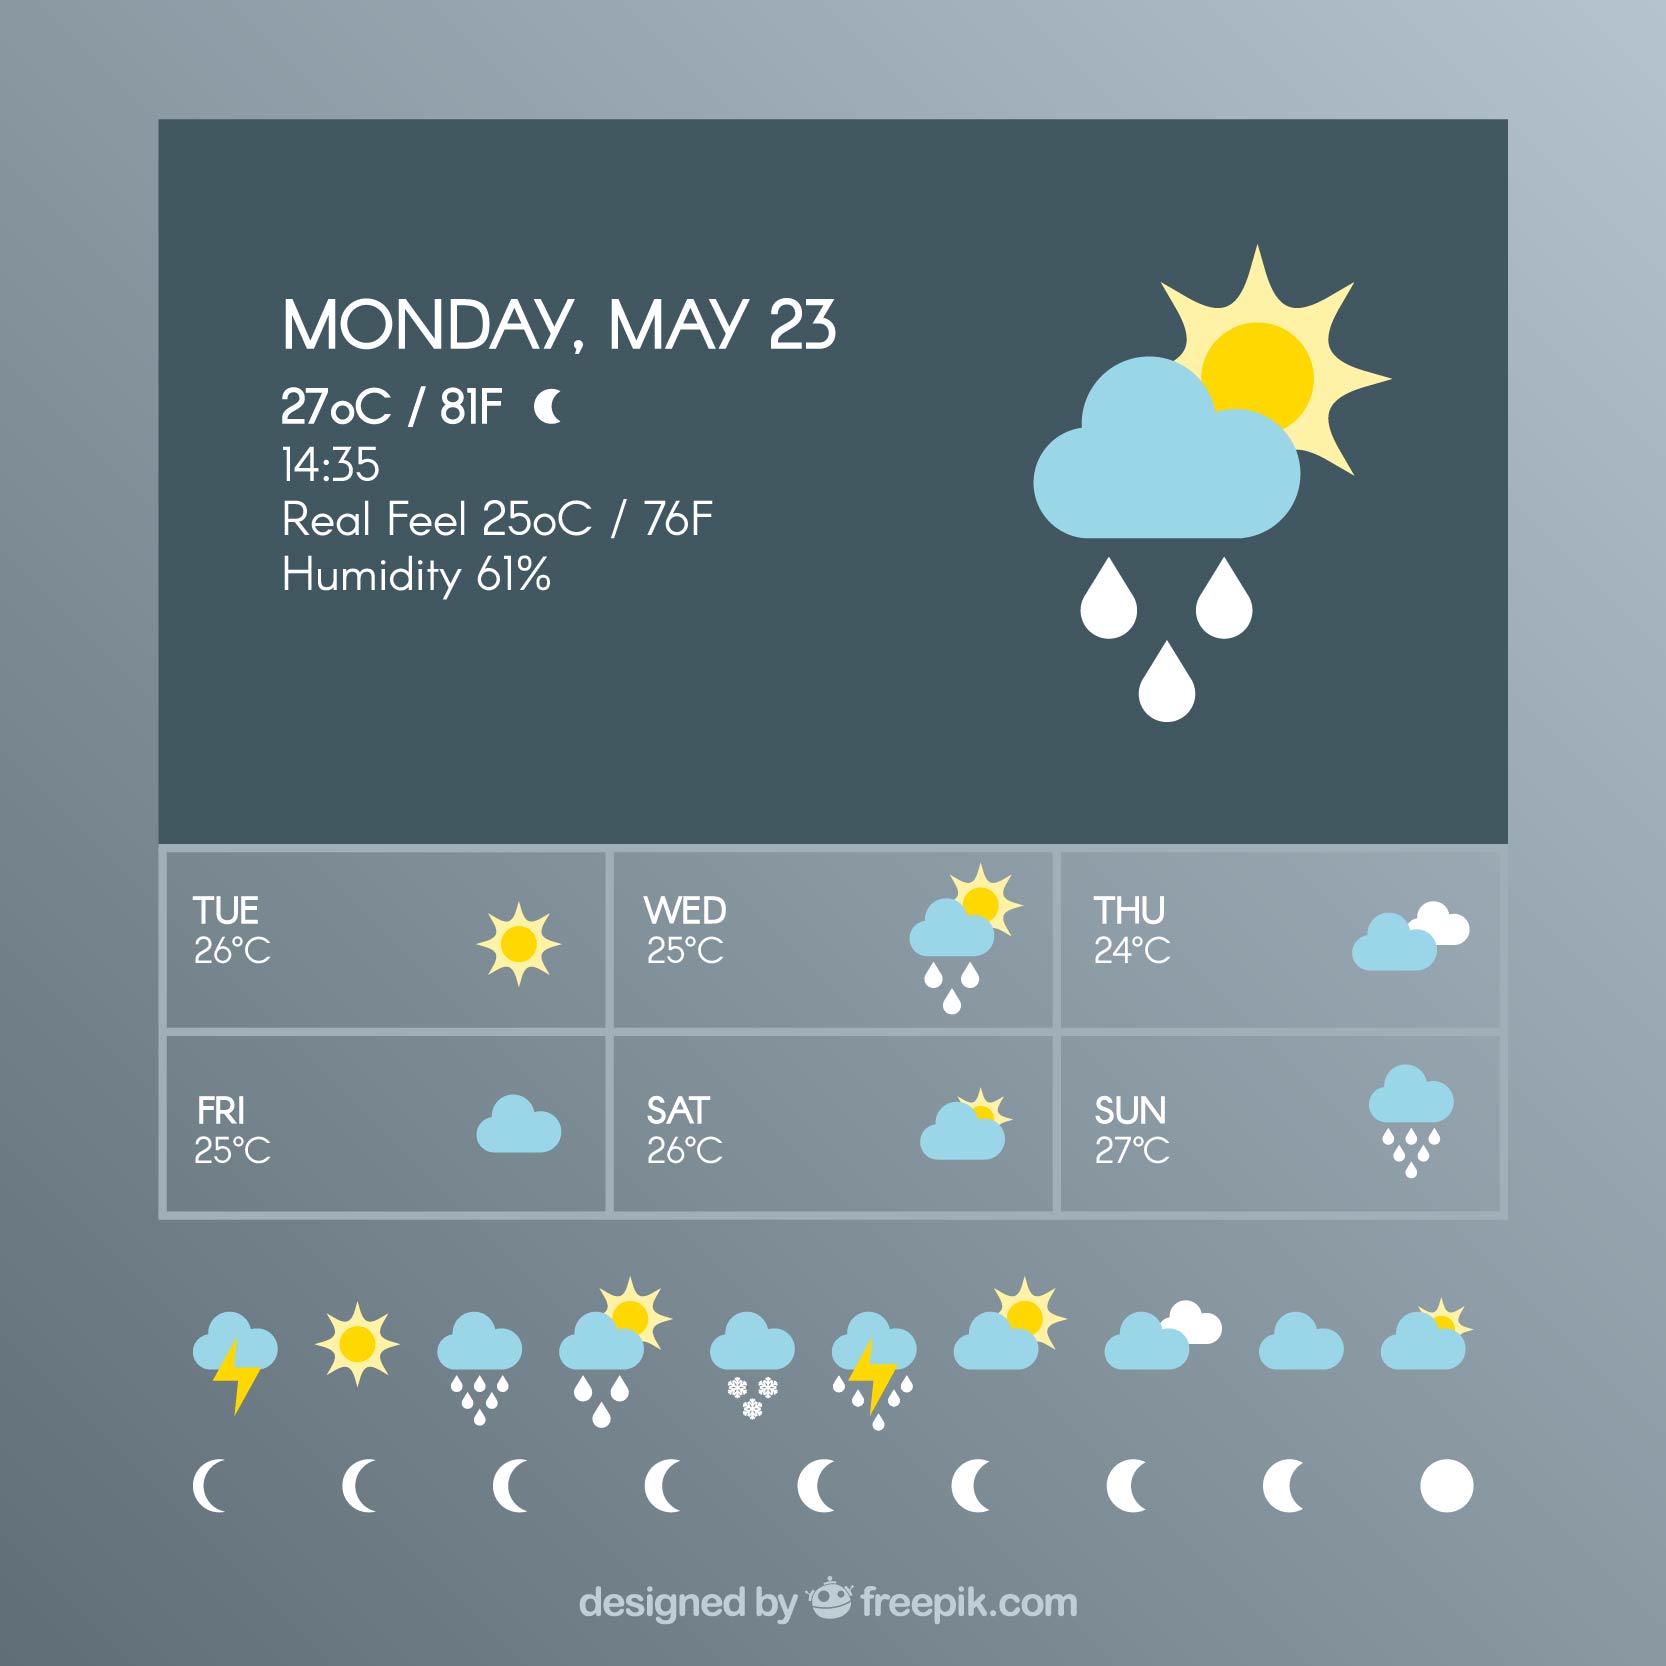 MONDAY, MAY 23
27oC / 81F
14:35
Real Feel 25oC / 76F
Humidity 61%
TUE
26°C
WED
25°C
THU
24°C
FRI
25°C
SAT
26°C
SUN
27°C
designed by freepik.com